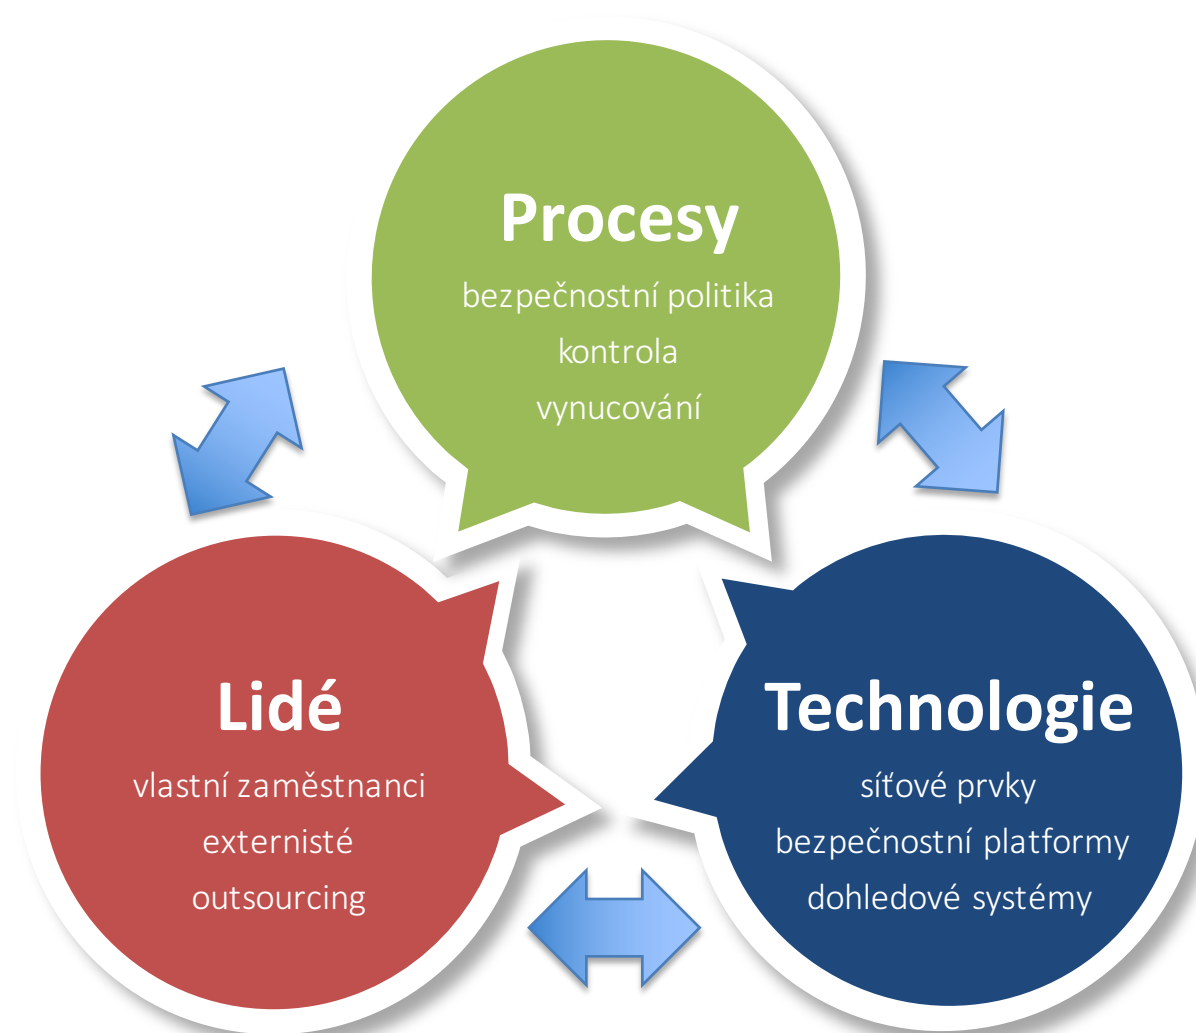 Procesy
bezpečnostní politika
kontrola
vynucování
Lidé
vlastní zaměstnanci
externisté
outsourcing
Technologie
síťové prvky
bezpečnostní platformy
dohledové systémy